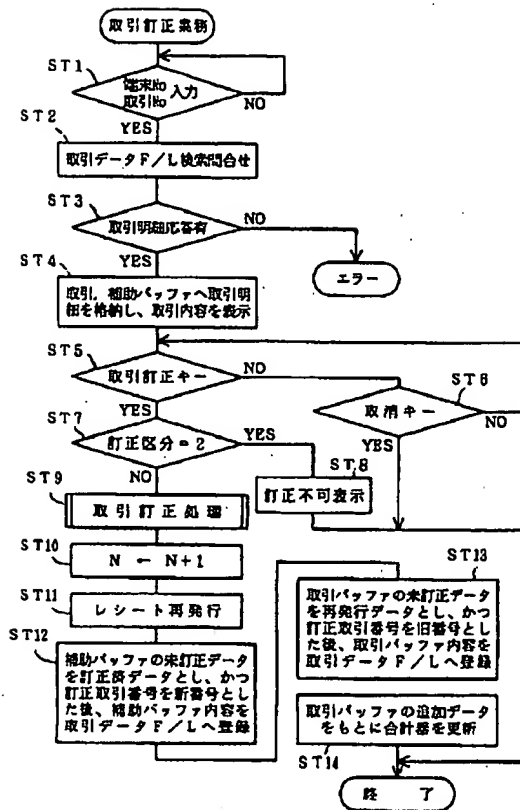 取引訂正業務
ST1
端末No
取引No
入力
NO
YES
ST2
取引データF/L検索問合せ
ST3
取引明細応答有
NO
YES
エラー
ST4
取引,補助バッファへ取引明
細を格納し、取引内容を表示
ST5
取引訂正キー
NO
YES
ST6
取消キー
NO
YES
ST7
訂正区分=2
YES
NO
ST8
訂正不可表示
ST9
取引訂正処理
ST10
N ← N+1
ST11
レシート再発行
ST12
補助バッファの未訂正データ
を訂正済データとし、かつ
訂正取引番号を新番号とし
た後、補助バッファ内容を
取引データF/Lへ登録
ST13
取引バッファの未訂正データ
を再発行データとし、かつ
訂正取引番号を旧番号とし
た後、取引バッファ内容を
取引データF/Lへ登録
取引バッファの追加データ
をもとに合計器を更新
ST14
終 了